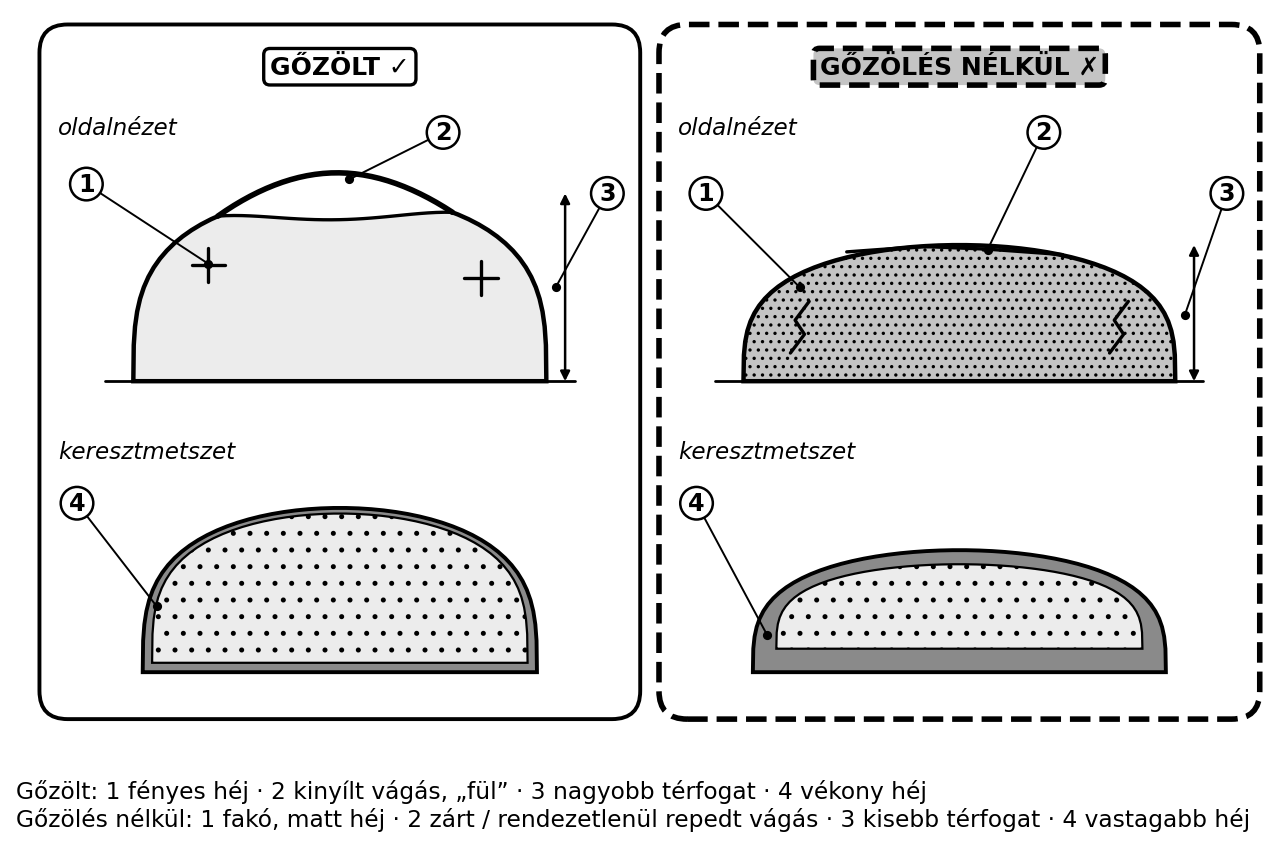 GŐZÖLT ✓
oldalnézet
1
2
3
keresztmetszet
4
GŐZÖLÉS NÉLKÜL ✗
oldalnézet
1
2
3
keresztmetszet
4
Gőzölt: 1 fényes héj · 2 kinyílt vágás, „fül” · 3 nagyobb térfogat · 4 vékony héj
Gőzölés nélkül: 1 fakó, matt héj · 2 zárt / rendezetlenül repedt vágás · 3 kisebb térfogat · 4 vastagabb héj